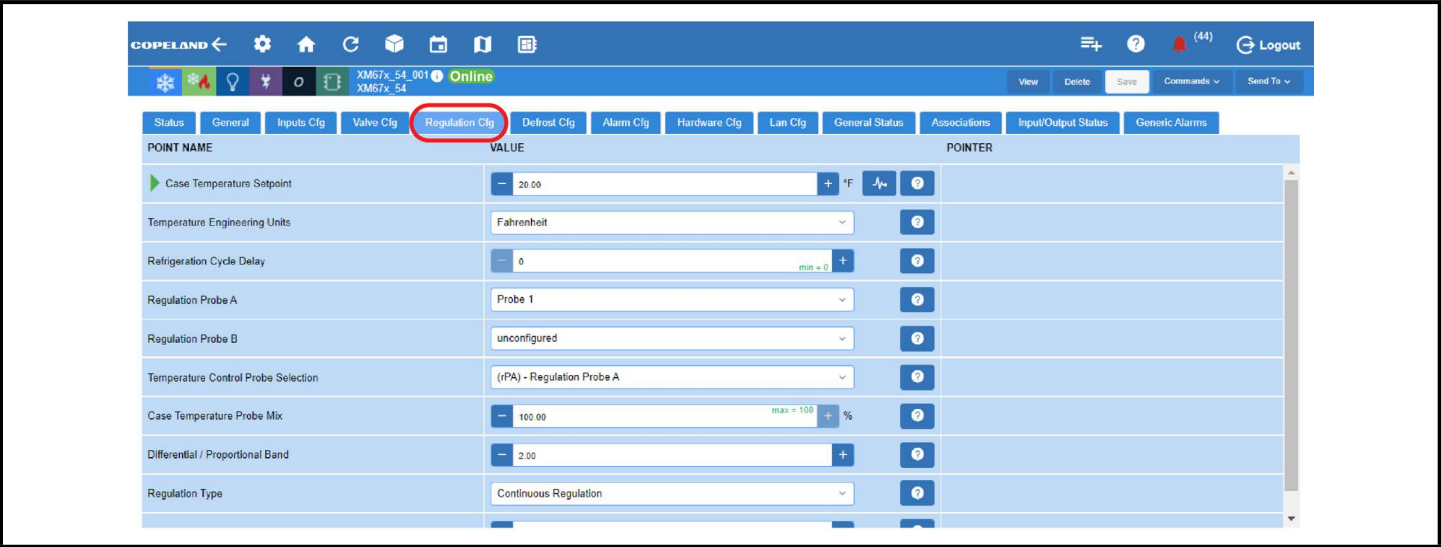 COPELAND
(44)
Logout
XM67x_54_001 Online
XM67x_54
View Delete Save Commands Send To
Status General Inputs Cfg Valve Cfg Regulation Cfg Defrost Cfg Alarm Cfg Hardware Cfg Lan Cfg General Status Associations Input/Output Status Generic Alarms
POINT NAME VALUE POINTER
Case Temperature Setpoint 20.00 °F
Temperature Engineering Units Fahrenheit
Refrigeration Cycle Delay 0 min = 0
Regulation Probe A Probe 1
Regulation Probe B unconfigured
Temperature Control Probe Selection (rPA) - Regulation Probe A
Case Temperature Probe Mix 100.00 max = 100 %
Differential / Proportional Band 2.00
Regulation Type Continuous Regulation